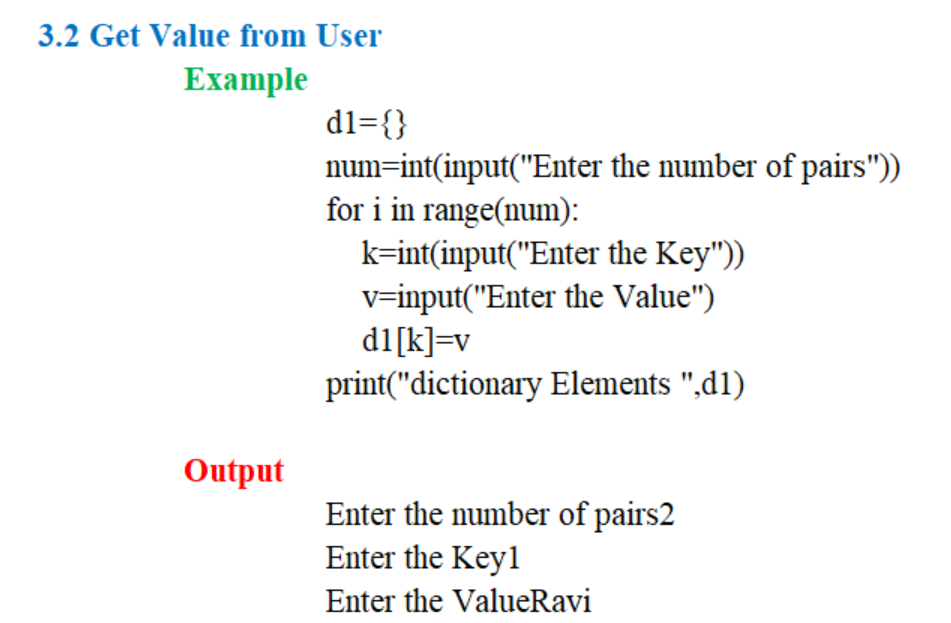 3.2 Get Value from User
Example
d1={}
num=int(input("Enter the number of pairs"))
for i in range(num):
k=int(input("Enter the Key"))
v=input("Enter the Value")
d1[k]=v
print("dictionary Elements ",d1)
Output
Enter the number of pairs2
Enter the Key1
Enter the ValueRavi